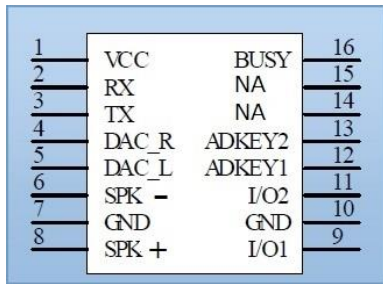 1 VCC BUSY 16
2 RX NA 15
3 TX NA 14
4 DAC_R ADKEY2 13
5 DAC_L ADKEY1 12
6 SPK - I/O2 11
7 GND GND 10
8 SPK + I/O1 9